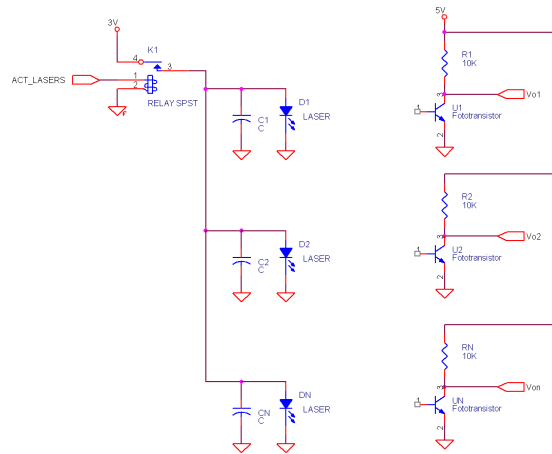 3V
K1
4
3
ACT_LASERS
1
2
RELAY SPST
C1
C
D1
LASER
C2
C
D2
LASER
CN
C
DN
LASER
5V
R1
10K
3
Vo1
1
U1
Fototransistor
2
R2
10K
3
Vo2
1
U2
Fototransistor
2
RN
10K
3
Von
1
UN
Fototransistor
2